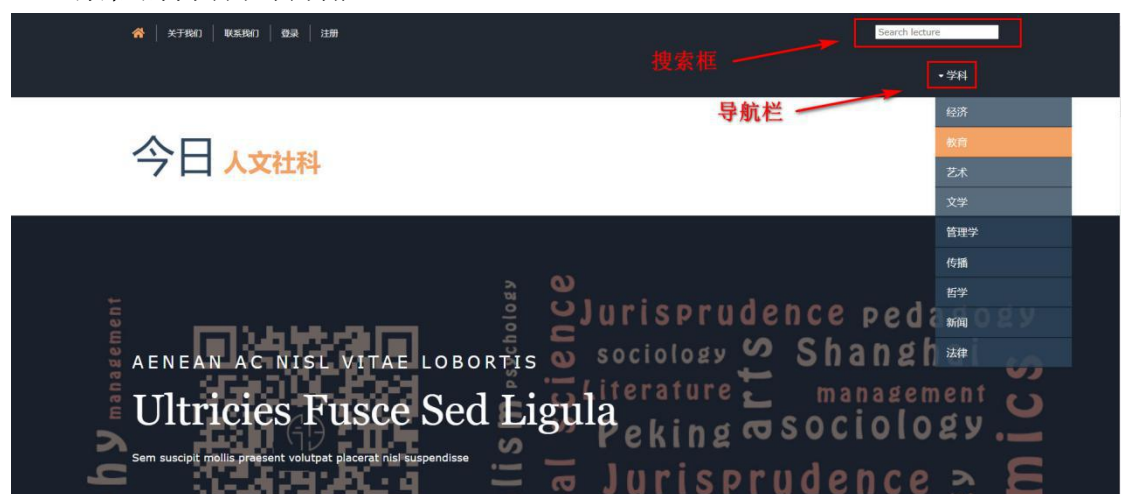 关于我们 联系我们 登录 注册
Search lecture
搜索框
学科
导航栏
经济
教育
艺术
文学
管理学
传播
哲学
新闻
法律
今日 人文社科
AENEAN AC NISL VITAE LOBORTIS
Ultricies Fusce Sed Ligula
Sem suscipit mollis praesent volutpat placerat nisl suspendisse
management
psychology
science
Jurisprudence
sociology
Literature
arts
management
Peking
sociology
Jurisprudence